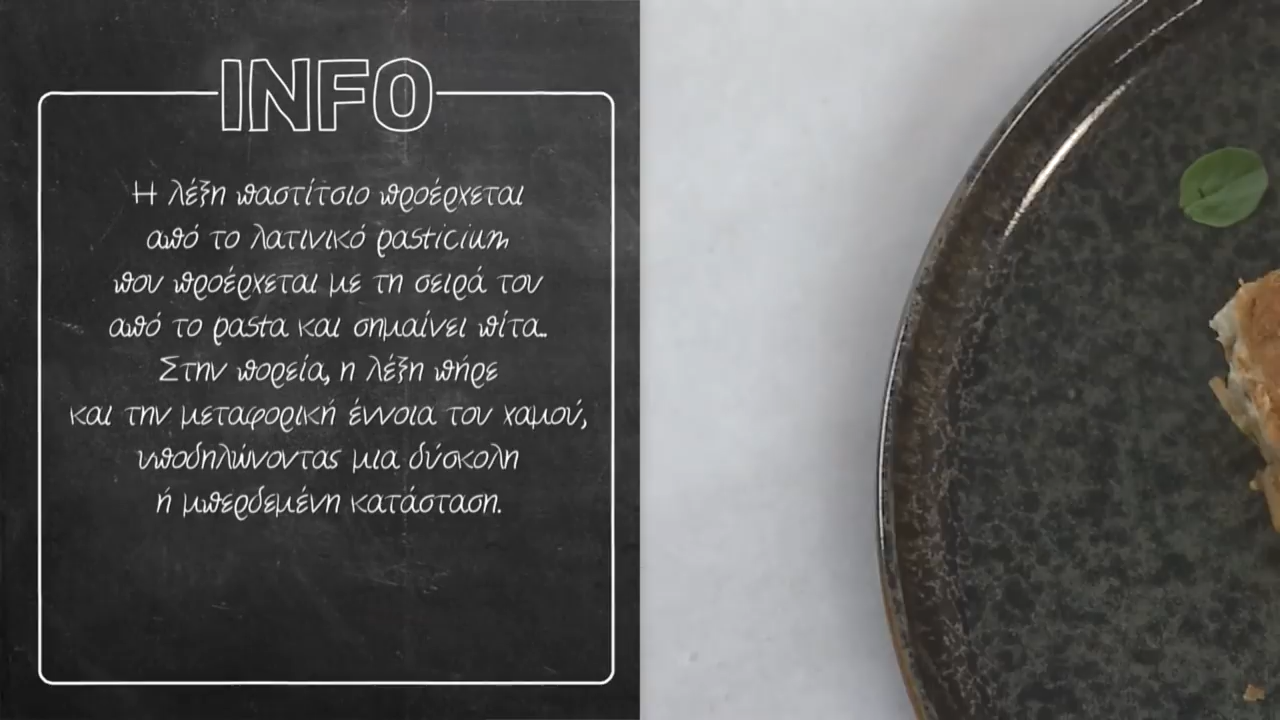 INFO
Η λέξη παστίτσιο προέρχεται
από το λατινικό pasticium
που προέρχεται με τη σειρά του
από το pasta και σημαίνει πίτα..
Στην πορεία, η λέξη πήρε
και την μεταφορική έννοια του χαμού,
υποδηλώνοντας μια δύσκολη
ή μπερδεμένη κατάσταση.